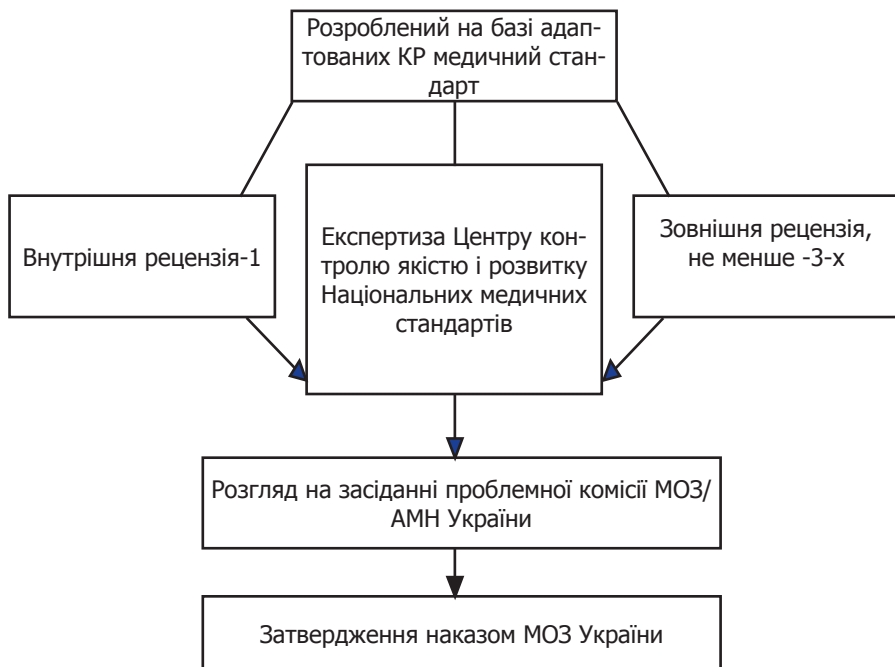 Розроблений на базі адап-
тованих КР медичний стан-
дарт
Внутрішня рецензія-1
Експертиза Центру кон-
тролю якістю і розвитку
Національних медичних
стандартів
Зовнішня рецензія,
не менше -3-х
Розгляд на засіданні проблемної комісії МОЗ/
АМН України
Затвердження наказом МОЗ України